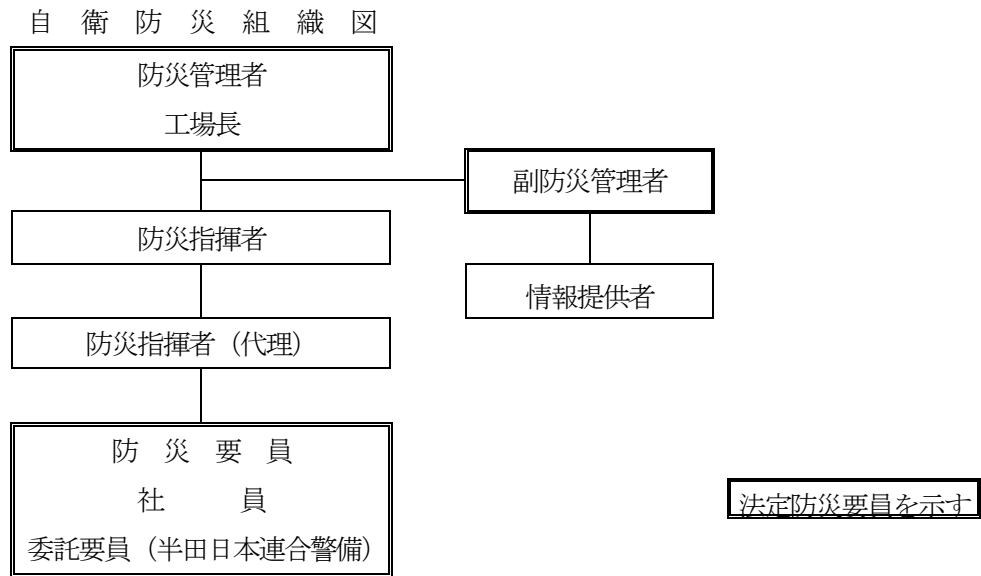 自衛防災組織図
防災管理者
工場長
副防災管理者
防災指揮者
情報提供者
防災指揮者（代理）
防災要員
社員
法定防災要員を示す
委託要員（半田日本連合警備）